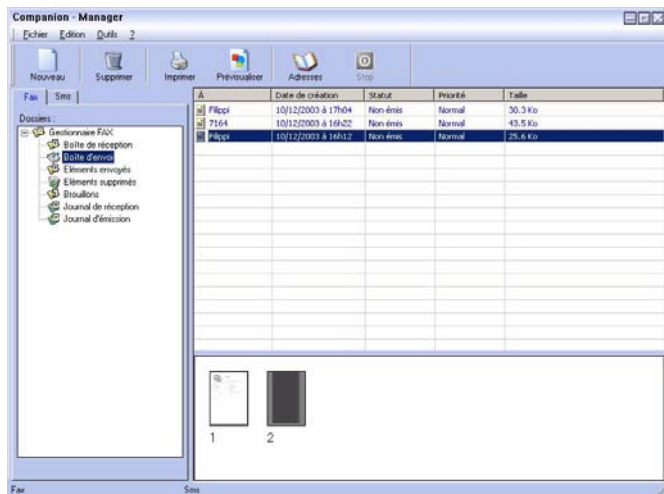 Companion - Manager
Fichier Edition Outils ?
Nouveau Supprimer Imprimer Prévisualiser Adresses Stop
Fax Sms
Dossiers :
Gestionnaire FAX
Boîte de réception
Boîte d'envoi
Eléments envoyés
Eléments supprimés
Brouillons
Journal de réception
Journal d'émission
A Date de création Statut Priorité Taille
Filippi 10/12/2003 à 17h04 Non émis Normal 30.3 Ko
7164 10/12/2003 à 16h22 Non émis Normal 43.5 Ko
Filippi 10/12/2003 à 16h12 Non émis Normal 25.6 Ko
1 2
Fax Sms